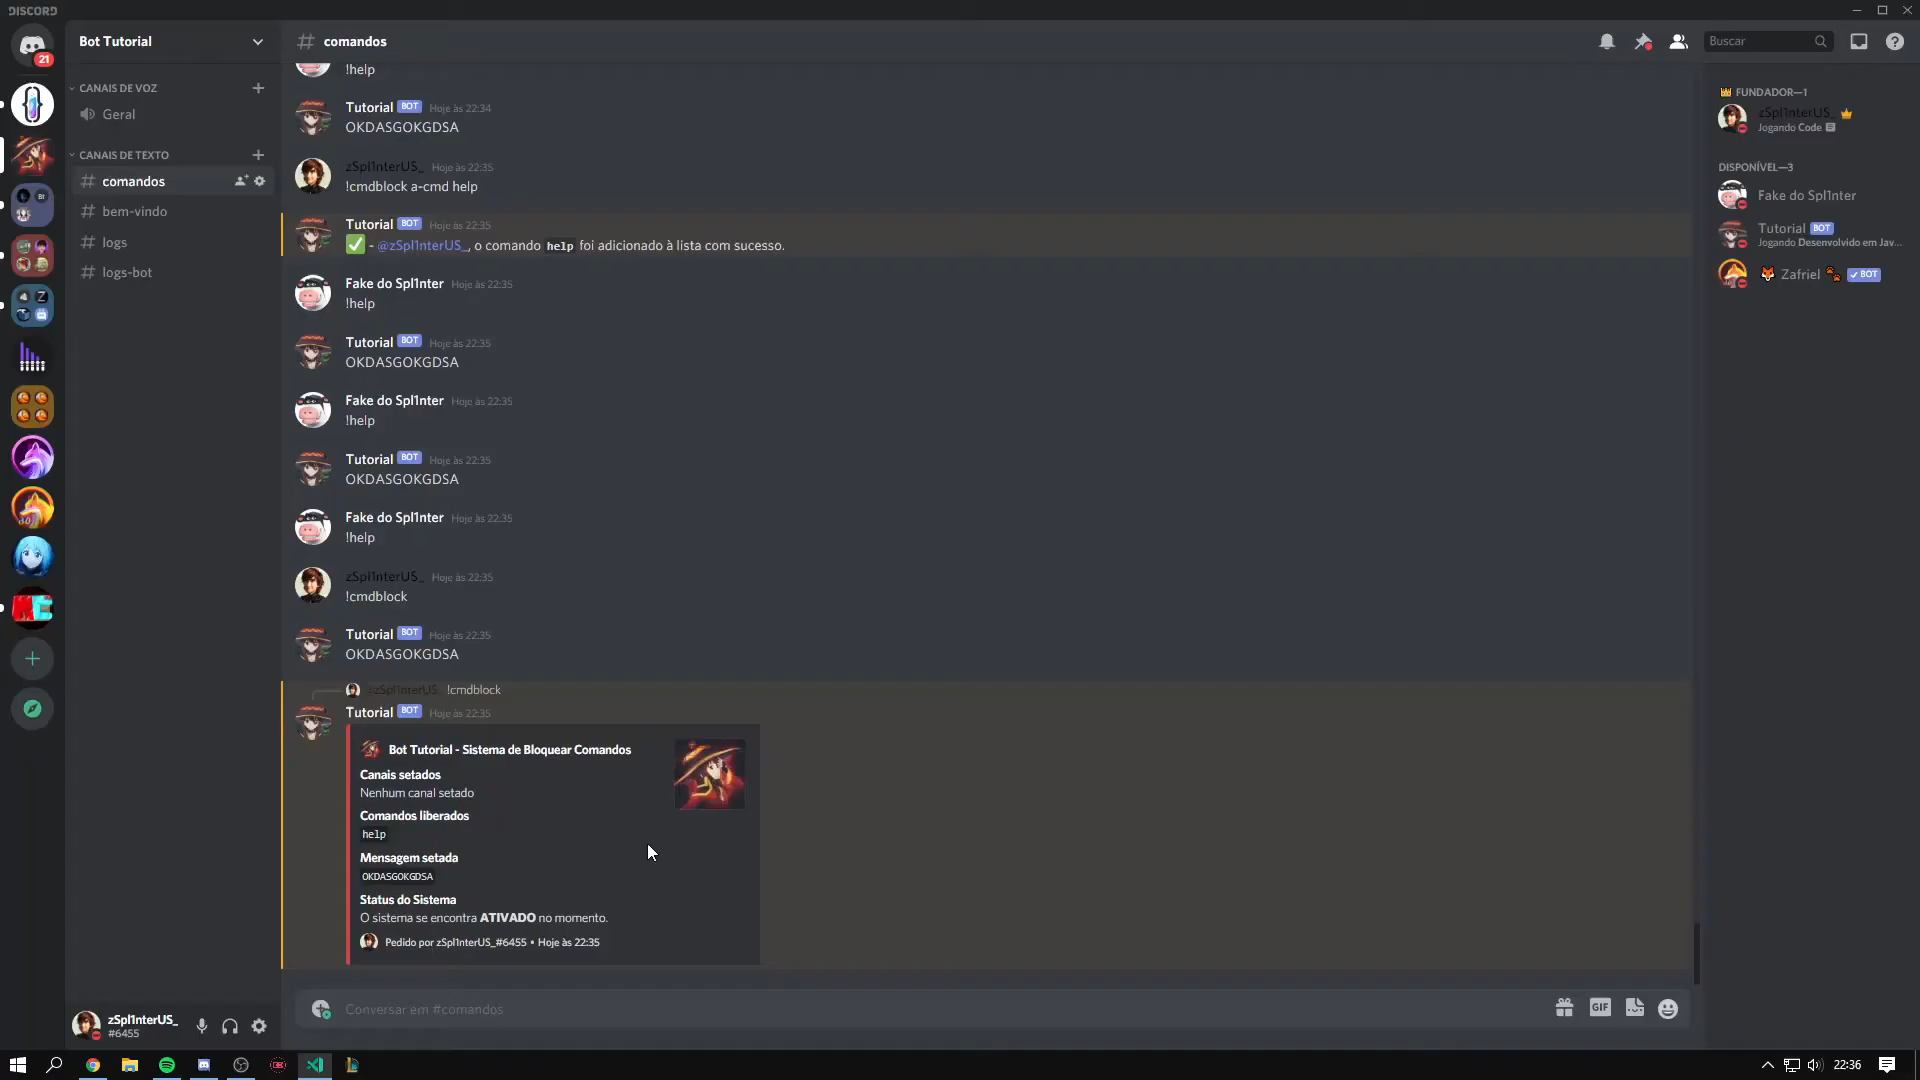 DISCORD
21
Bot Tutorial
CANAIS DE VOZ
Geral
CANAIS DE TEXTO
comandos
bem-vindo
logs
logs-bot
zSpl1nterUS_
#6455
comandos
Buscar
!help
Tutorial BOT Hoje às 22:34
OKDASGOKGDSA
zSpl1nterUS_ Hoje às 22:35
!cmdblock a-cmd help
Tutorial BOT Hoje às 22:35
- @zSpl1nterUS_, o comando help foi adicionado à lista com sucesso.
Fake do Spl1nter Hoje às 22:35
!help
Tutorial BOT Hoje às 22:35
OKDASGOKGDSA
Fake do Spl1nter Hoje às 22:35
!help
Tutorial BOT Hoje às 22:35
OKDASGOKGDSA
Fake do Spl1nter Hoje às 22:35
!help
zSpl1nterUS_ Hoje às 22:35
!cmdblock
Tutorial BOT Hoje às 22:35
OKDASGOKGDSA
zSpl1nterUS_ !cmdblock
Tutorial BOT Hoje às 22:35
Bot Tutorial - Sistema de Bloquear Comandos
Canais setados
Nenhum canal setado
Comandos liberados
help
Mensagem setada
OKDASGOKGDSA
Status do Sistema
O sistema se encontra ATIVADO no momento.
Pedido por zSpl1nterUS_#6455 • Hoje às 22:35
Conversar em #comandos
GIF
FUNDADOR—1
zSpl1nterUS_
Jogando Code
DISPONÍVEL—3
Fake do Spl1nter
Tutorial BOT
Jogando Desenvolvido em Jav...
Zafriel BOT
22:36